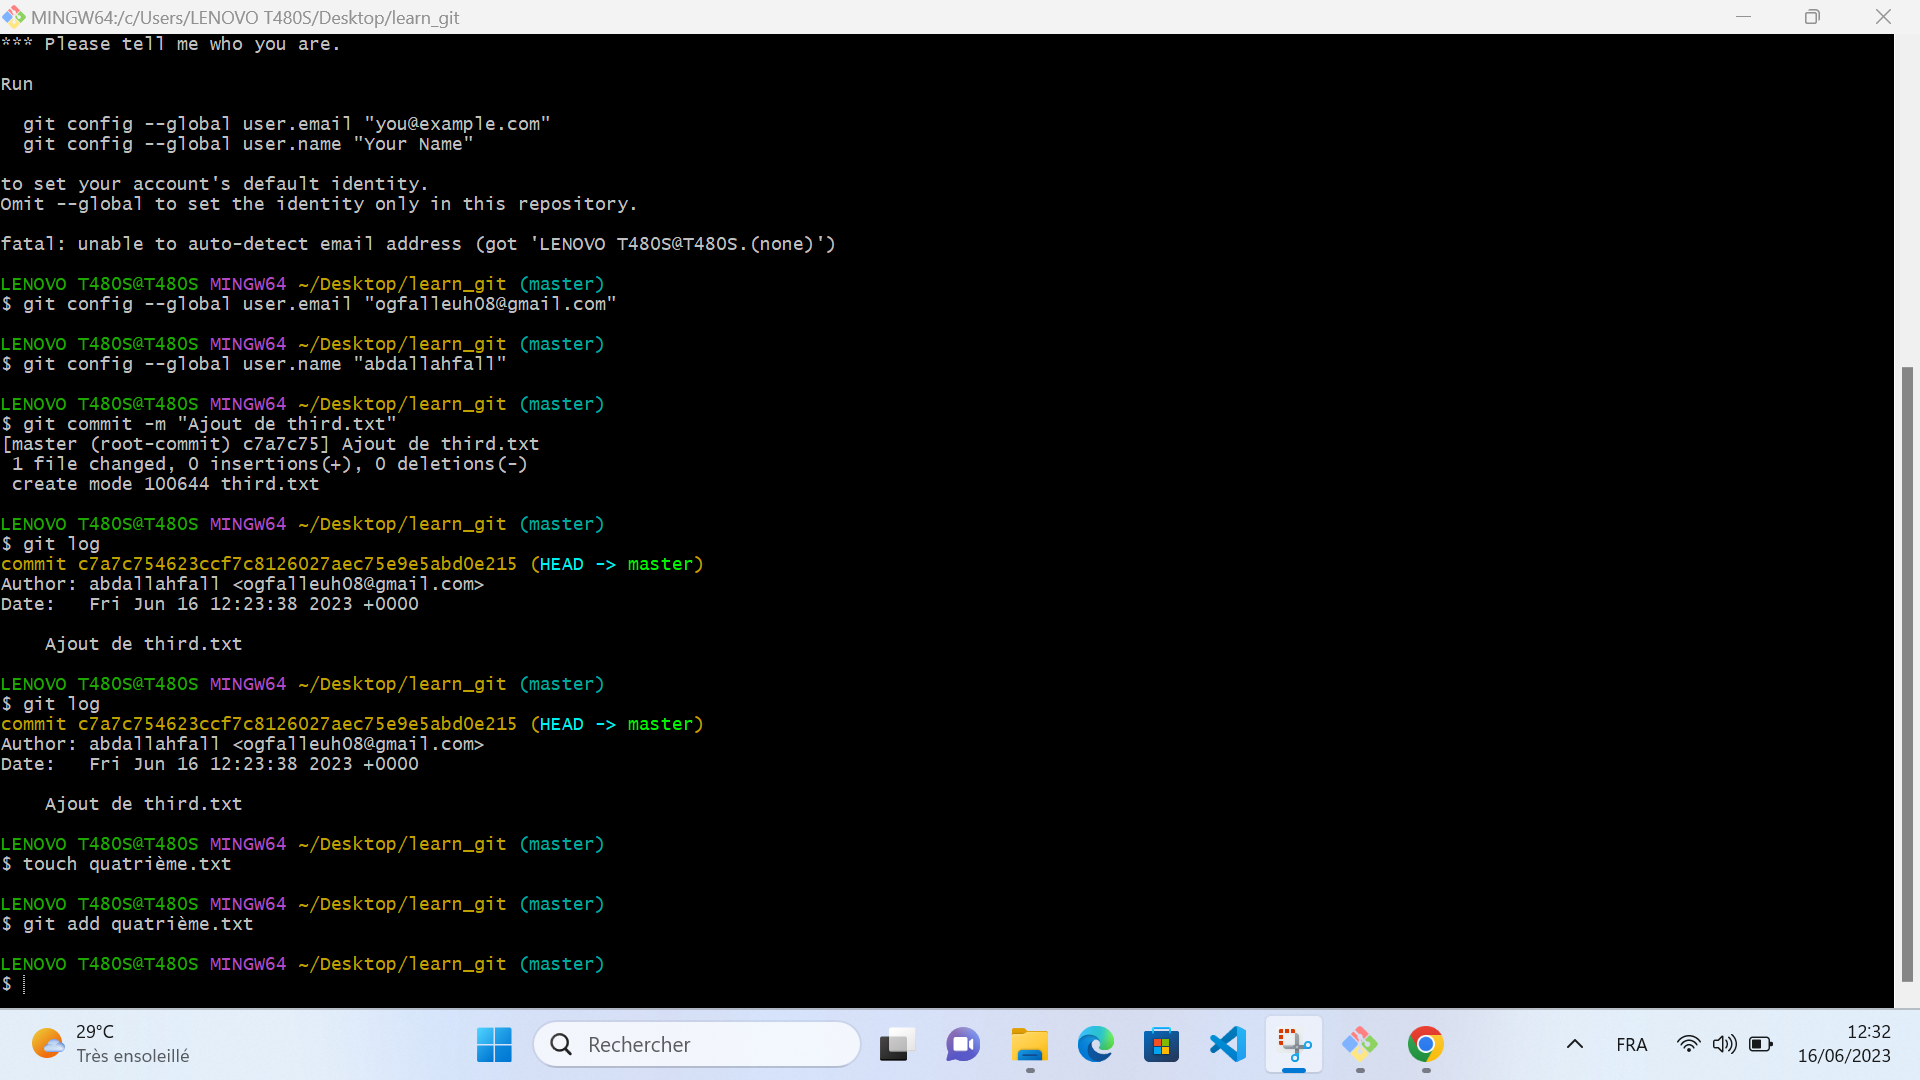 MINGW64:/c/Users/LENOVO T480S/Desktop/learn_git
*** Please tell me who you are.
Run
git config --global user.email "you@example.com"
git config --global user.name "Your Name"
to set your account's default identity.
Omit --global to set the identity only in this repository.
fatal: unable to auto-detect email address (got 'LENOVO T480S@T480S.(none)')
LENOVO T480S@T480S MINGW64 ~/Desktop/learn_git (master)
$ git config --global user.email "ogfalleuh08@gmail.com"
LENOVO T480S@T480S MINGW64 ~/Desktop/learn_git (master)
$ git config --global user.name "abdallahfall"
LENOVO T480S@T480S MINGW64 ~/Desktop/learn_git (master)
$ git commit -m "Ajout de third.txt"
[master (root-commit) c7a7c75] Ajout de third.txt
1 file changed, 0 insertions(+), 0 deletions(-)
create mode 100644 third.txt
LENOVO T480S@T480S MINGW64 ~/Desktop/learn_git (master)
$ git log
commit c7a7c754623ccf7c8126027aec75e9e5abd0e215 (HEAD -> master)
Author: abdallahfall <ogfalleuh08@gmail.com>
Date:   Fri Jun 16 12:23:38 2023 +0000
Ajout de third.txt
LENOVO T480S@T480S MINGW64 ~/Desktop/learn_git (master)
$ git log
commit c7a7c754623ccf7c8126027aec75e9e5abd0e215 (HEAD -> master)
Author: abdallahfall <ogfalleuh08@gmail.com>
Date:   Fri Jun 16 12:23:38 2023 +0000
Ajout de third.txt
LENOVO T480S@T480S MINGW64 ~/Desktop/learn_git (master)
$ touch quatrième.txt
LENOVO T480S@T480S MINGW64 ~/Desktop/learn_git (master)
$ git add quatrième.txt
LENOVO T480S@T480S MINGW64 ~/Desktop/learn_git (master)
$
29°C
Très ensoleillé
Rechercher
FRA
12:32
16/06/2023